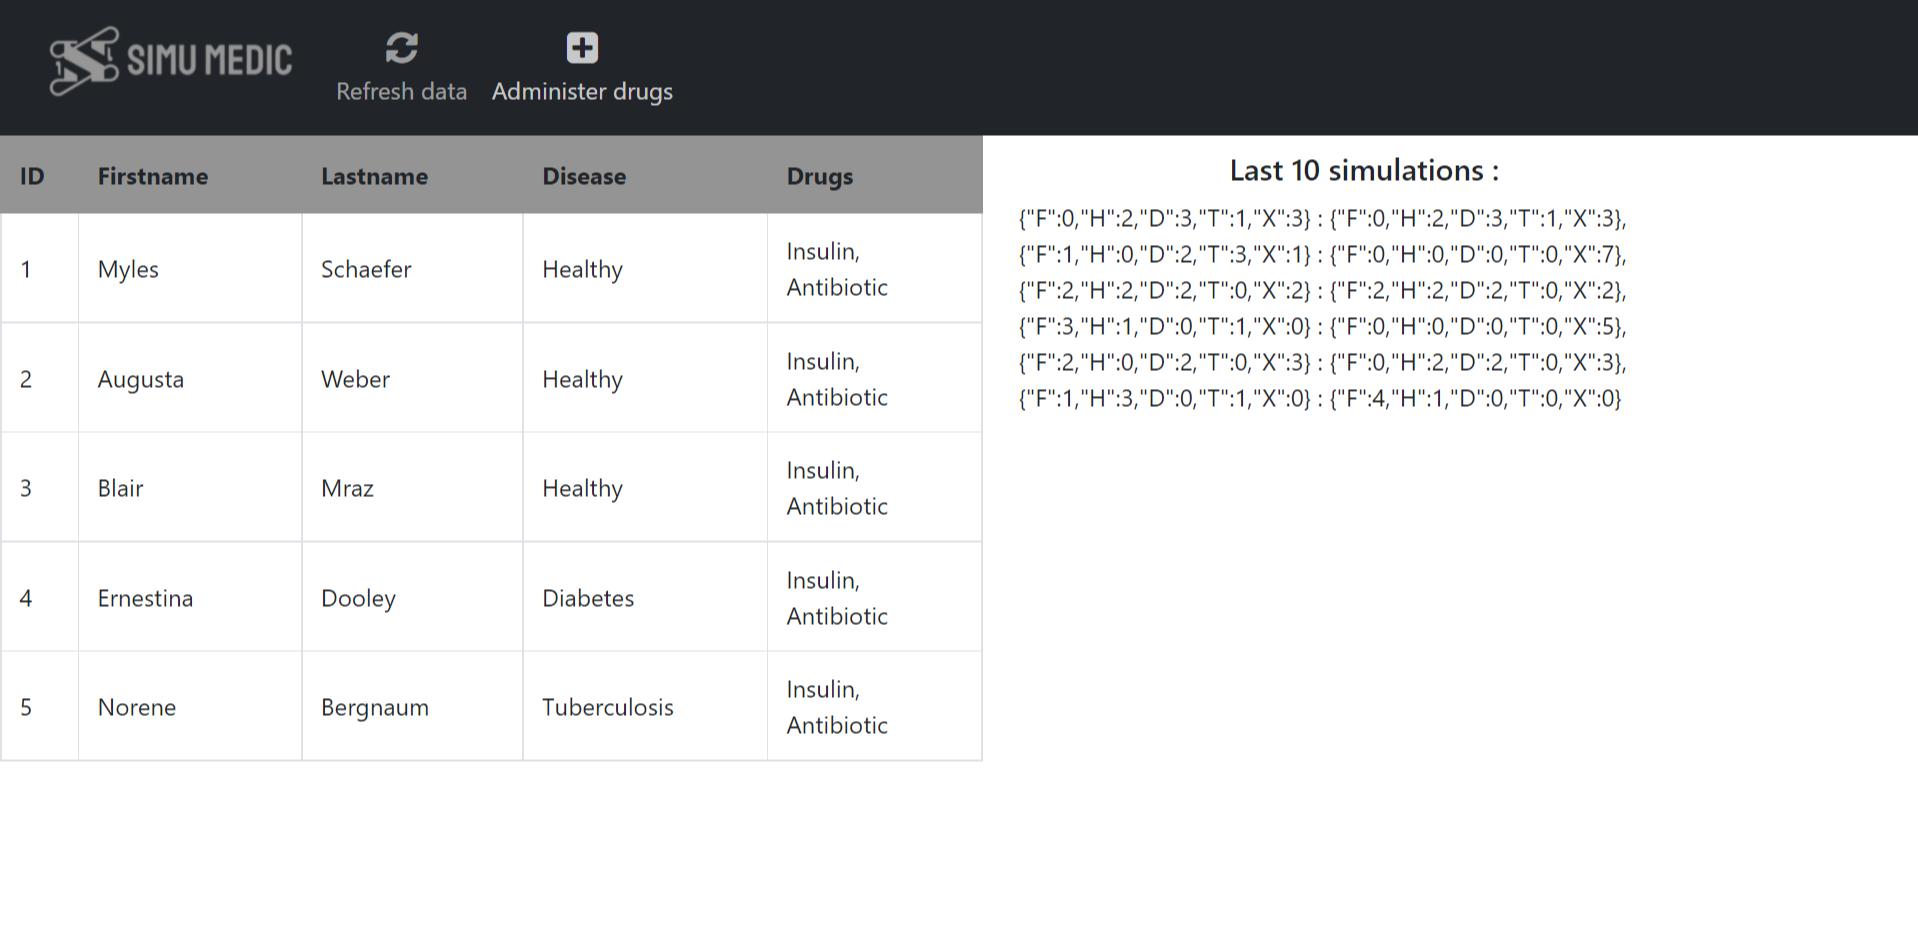 SIMU MEDIC
Refresh data
Administer drugs
ID Firstname Lastname Disease Drugs
1 Myles Schaefer Healthy Insulin,
Antibiotic
2 Augusta Weber Healthy Insulin,
Antibiotic
3 Blair Mraz Healthy Insulin,
Antibiotic
4 Ernestina Dooley Diabetes Insulin,
Antibiotic
5 Norene Bergnaum Tuberculosis Insulin,
Antibiotic
Last 10 simulations :
{"F":0,"H":2,"D":3,"T":1,"X":3} : {"F":0,"H":2,"D":3,"T":1,"X":3},
{"F":1,"H":0,"D":2,"T":3,"X":1} : {"F":0,"H":0,"D":0,"T":0,"X":7},
{"F":2,"H":2,"D":2,"T":0,"X":2} : {"F":2,"H":2,"D":2,"T":0,"X":2},
{"F":3,"H":1,"D":0,"T":1,"X":0} : {"F":0,"H":0,"D":0,"T":0,"X":5},
{"F":2,"H":0,"D":2,"T":0,"X":3} : {"F":0,"H":2,"D":2,"T":0,"X":3},
{"F":1,"H":3,"D":0,"T":1,"X":0} : {"F":4,"H":1,"D":0,"T":0,"X":0}